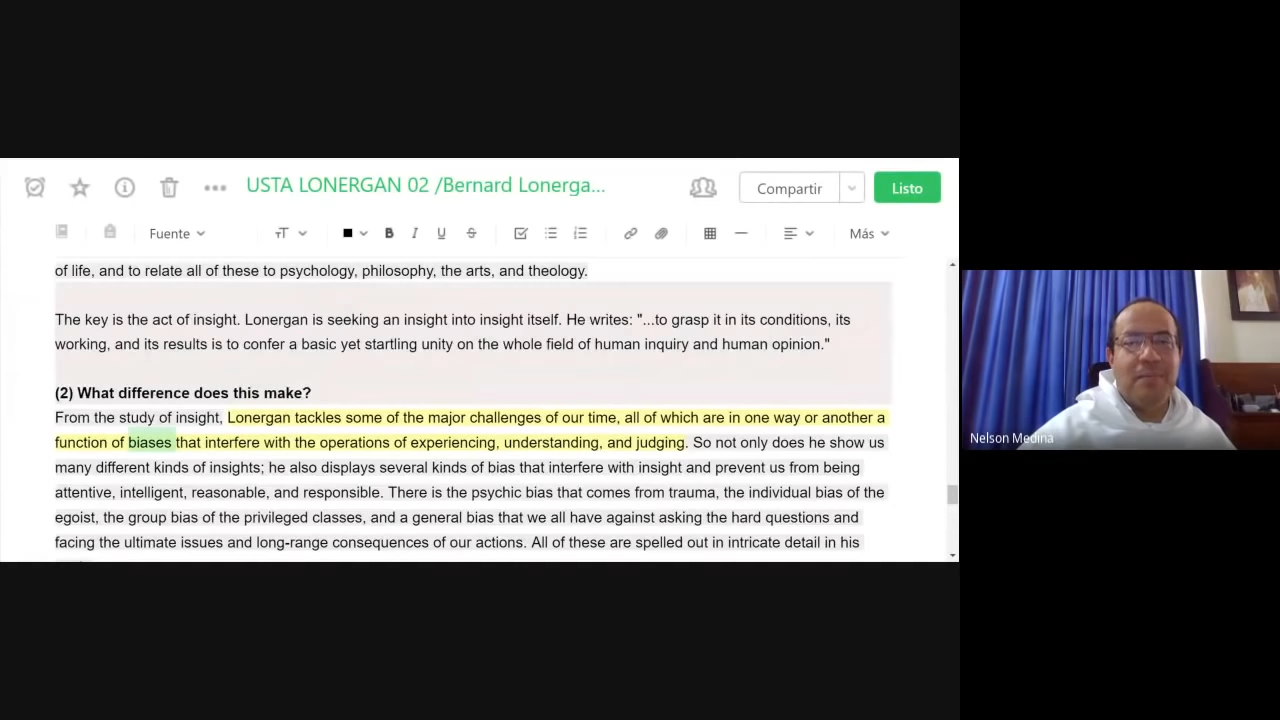 USTA LONERGAN 02 /Bernard Lonerga...
Compartir
Listo
Fuente
B I U S
Más
of life, and to relate all of these to psychology, philosophy, the arts, and theology.
The key is the act of insight. Lonergan is seeking an insight into insight itself. He writes: "...to grasp it in its conditions, its
working, and its results is to confer a basic yet startling unity on the whole field of human inquiry and human opinion."
(2) What difference does this make?
From the study of insight, Lonergan tackles some of the major challenges of our time, all of which are in one way or another a
function of biases that interfere with the operations of experiencing, understanding, and judging. So not only does he show us
many different kinds of insights; he also displays several kinds of bias that interfere with insight and prevent us from being
attentive, intelligent, reasonable, and responsible. There is the psychic bias that comes from trauma, the individual bias of the
egoist, the group bias of the privileged classes, and a general bias that we all have against asking the hard questions and
facing the ultimate issues and long-range consequences of our actions. All of these are spelled out in intricate detail in his
Nelson Medina